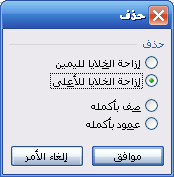 حذف
حذف
إزاحة الخلايا لليمين
إزاحة الخلايا للأعلى
صف بأكمله
عمود بأكمله
موافق
إلغاء الأمر